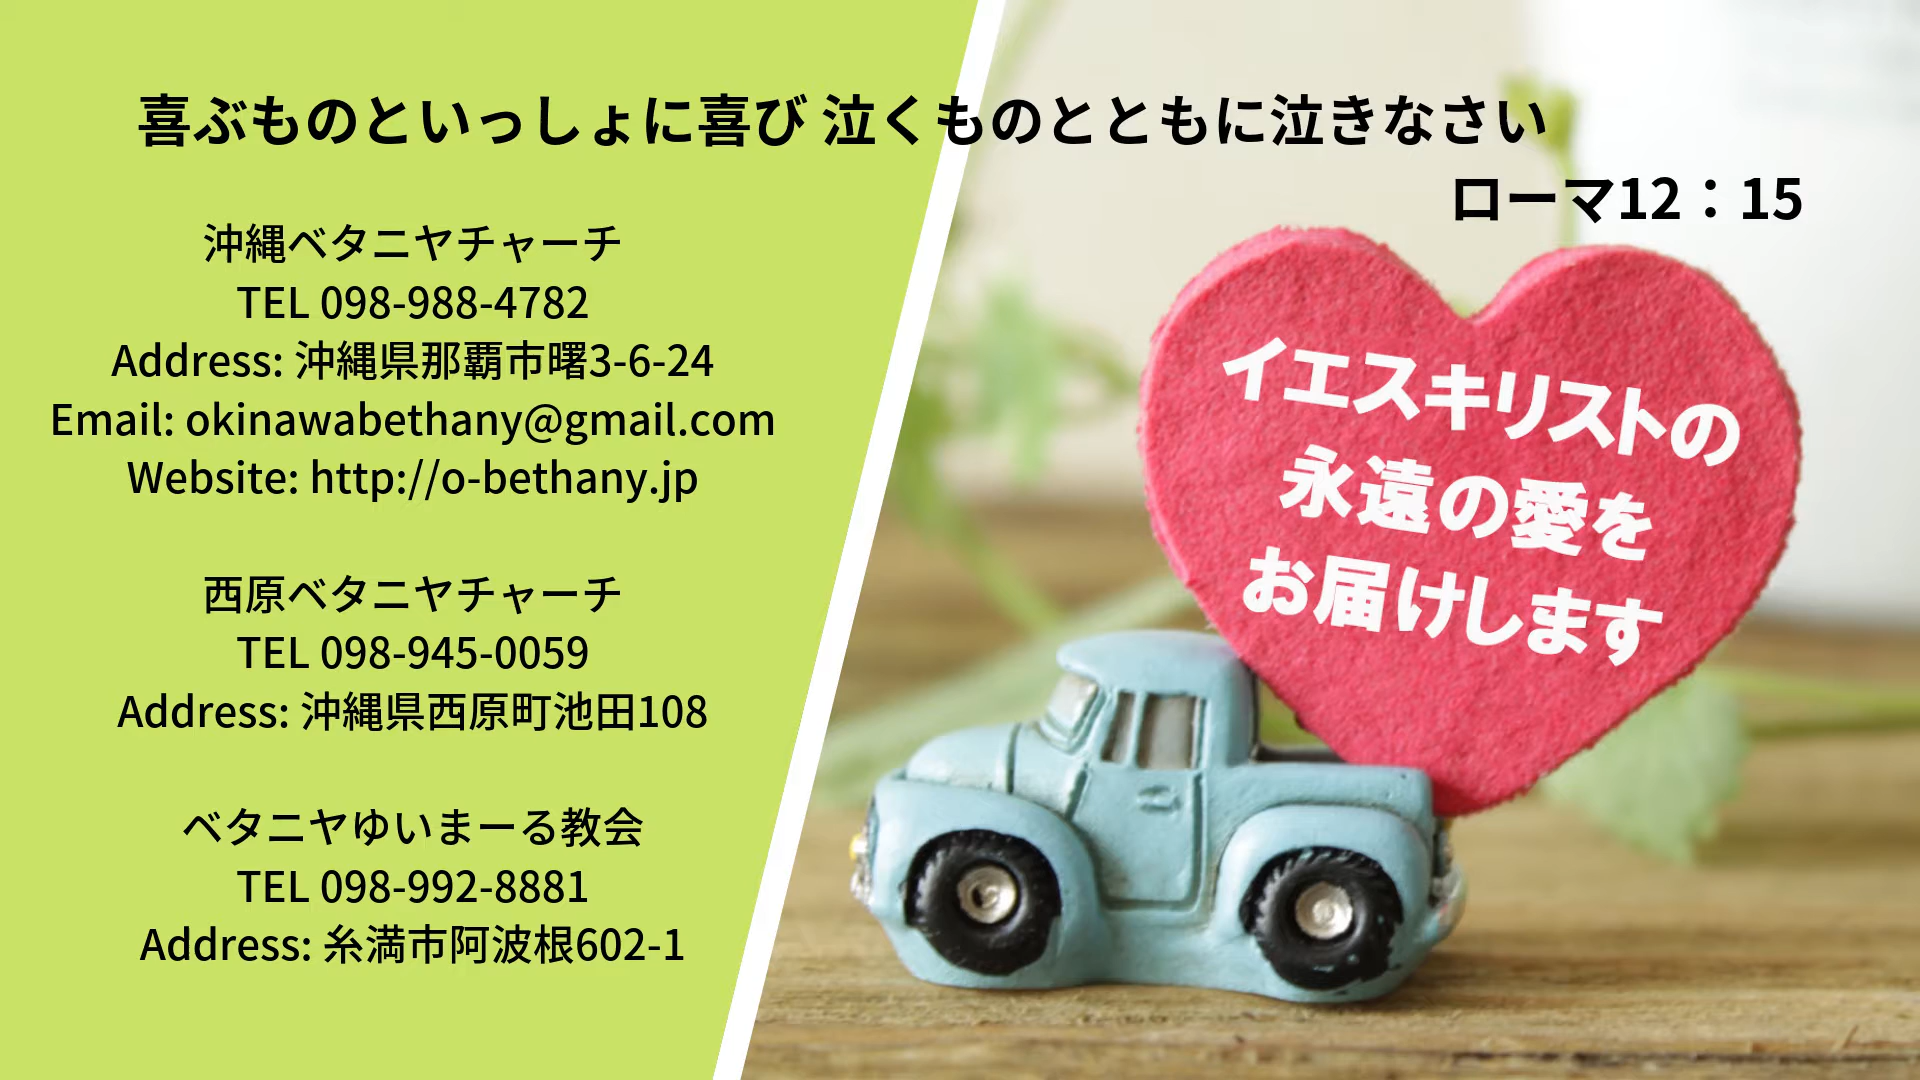 喜ぶものといっしょに喜び 泣くものとともに泣きなさい
ローマ12：15
沖縄ベタニヤチャーチ
TEL 098-988-4782
Address: 沖縄県那覇市曙3-6-24
Email: okinawabethany@gmail.com
Website: http://o-bethany.jp
西原ベタニヤチャーチ
TEL 098-945-0059
Address: 沖縄県西原町池田108
ベタニヤゆいまーる教会
TEL 098-992-8881
Address: 糸満市阿波根602-1
イエスキリストの
永遠の愛を
お届けします